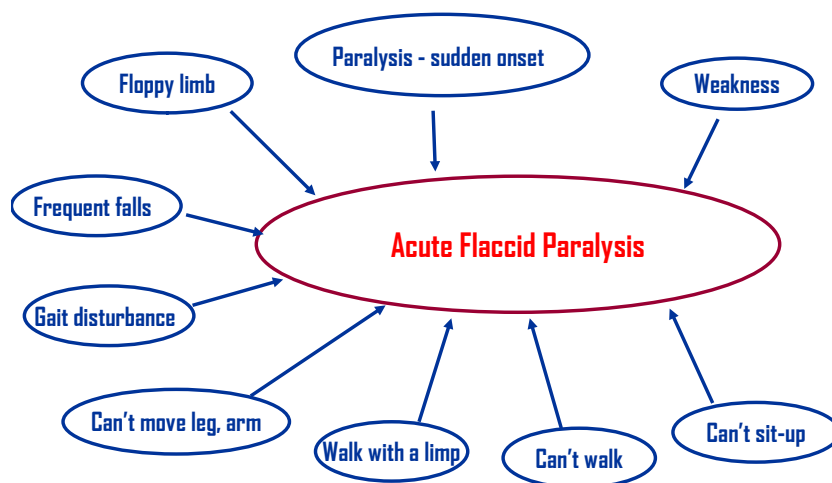 Paralysis - sudden onset
Floppy limb
Weakness
Frequent falls
Acute Flaccid Paralysis
Gait disturbance
Can't move leg, arm
Walk with a limp
Can't walk
Can't sit-up